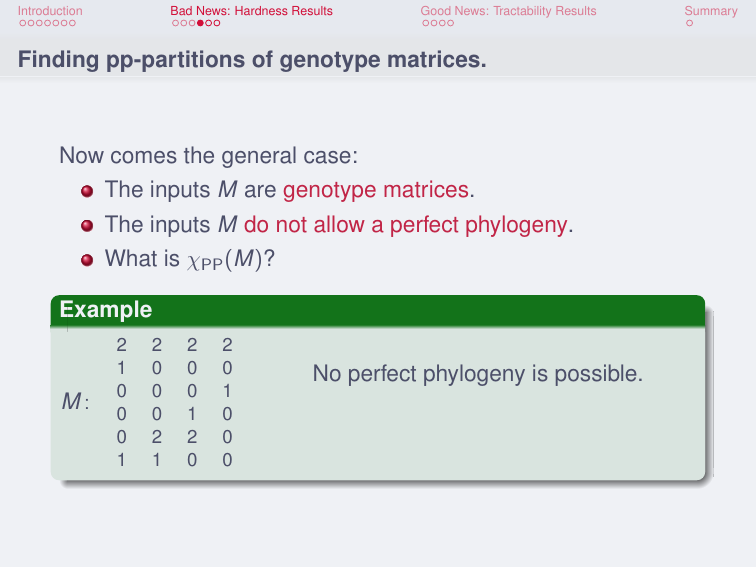 Introduction Bad News: Hardness Results Good News: Tractability Results Summary
Finding pp-partitions of genotype matrices.
Now comes the general case:
The inputs M are genotype matrices.
The inputs M do not allow a perfect phylogeny.
What is χPP(M)?
Example
M:
2 2 2 2
1 0 0 0
0 0 0 1
0 0 1 0
0 2 2 0
1 1 0 0
No perfect phylogeny is possible.